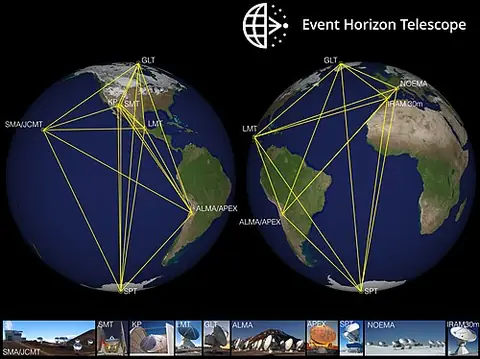 Event Horizon Telescope
GLT
KP
SMT
SMA/JCMT
LMT
ALMA/APEX
SPT
GLT
NOEMA
IRAM 30m
LMT
ALMA/APEX
SPT
SMA/JCMT
SMT
KP
LMT
GLT
ALMA
APEX
SPT
NOEMA
IRAM30m